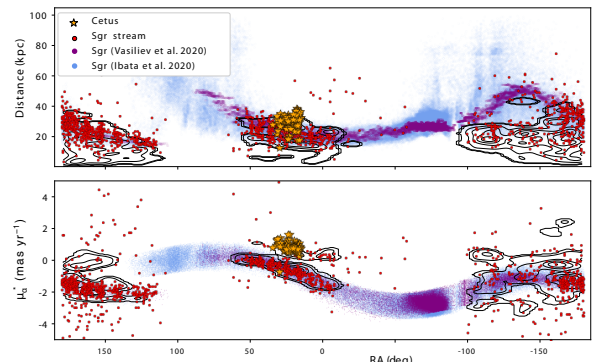 Cetus
Sgr stream
Sgr (Vasiliev et al. 2020)
Sgr (Ibata et al. 2020)
Distance (kpc)
100
80
60
40
20
μ*α (mas yr−1)
4
2
0
-2
-4
150 100 50 0 -50 -100 -150
RA (deg)